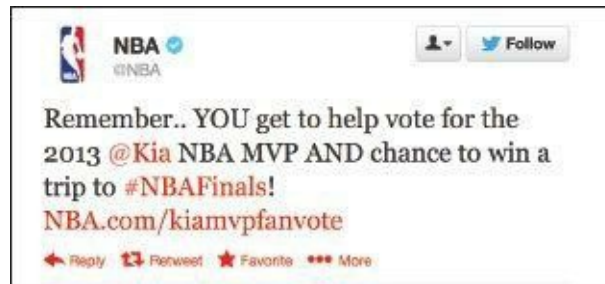 NBA
NBA
@NBA
Follow
Remember.. YOU get to help vote for the
2013 @Kia NBA MVP AND chance to win a
trip to #NBAFinals!
NBA.com/kiamvpfanvote
Reply Retweet Favorite More